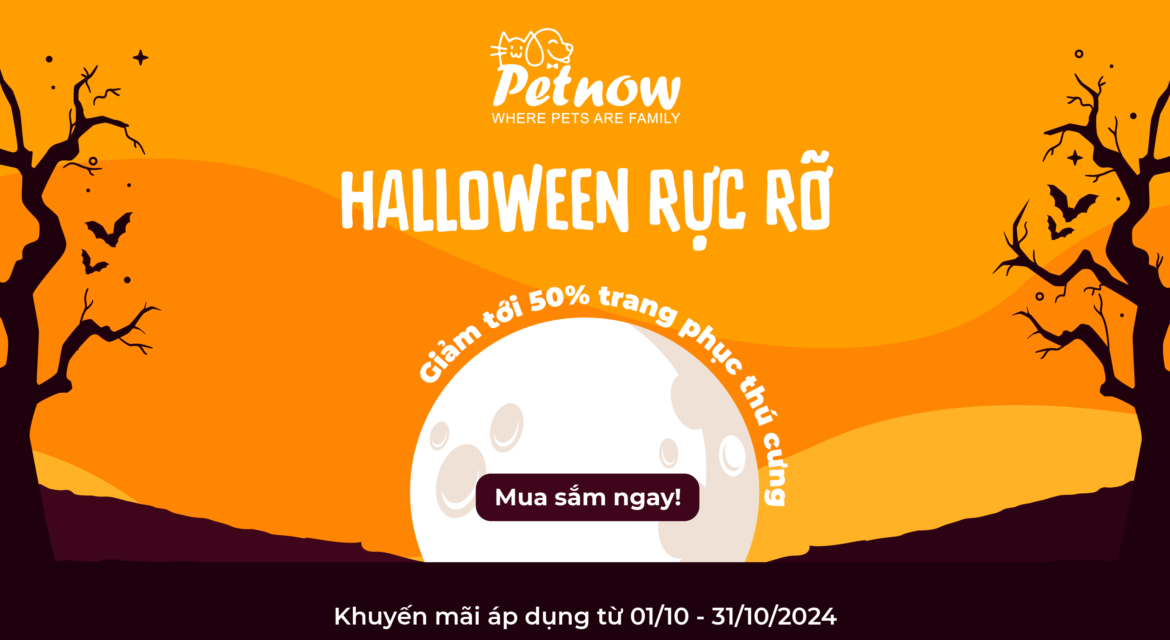 Petnow
WHERE PETS ARE FAMILY
HALLOWEEN RỰC RỠ
Giảm tới 50% trang phục thú cưng
Mua sắm ngay!
Khuyến mãi áp dụng từ 01/10 - 31/10/2024